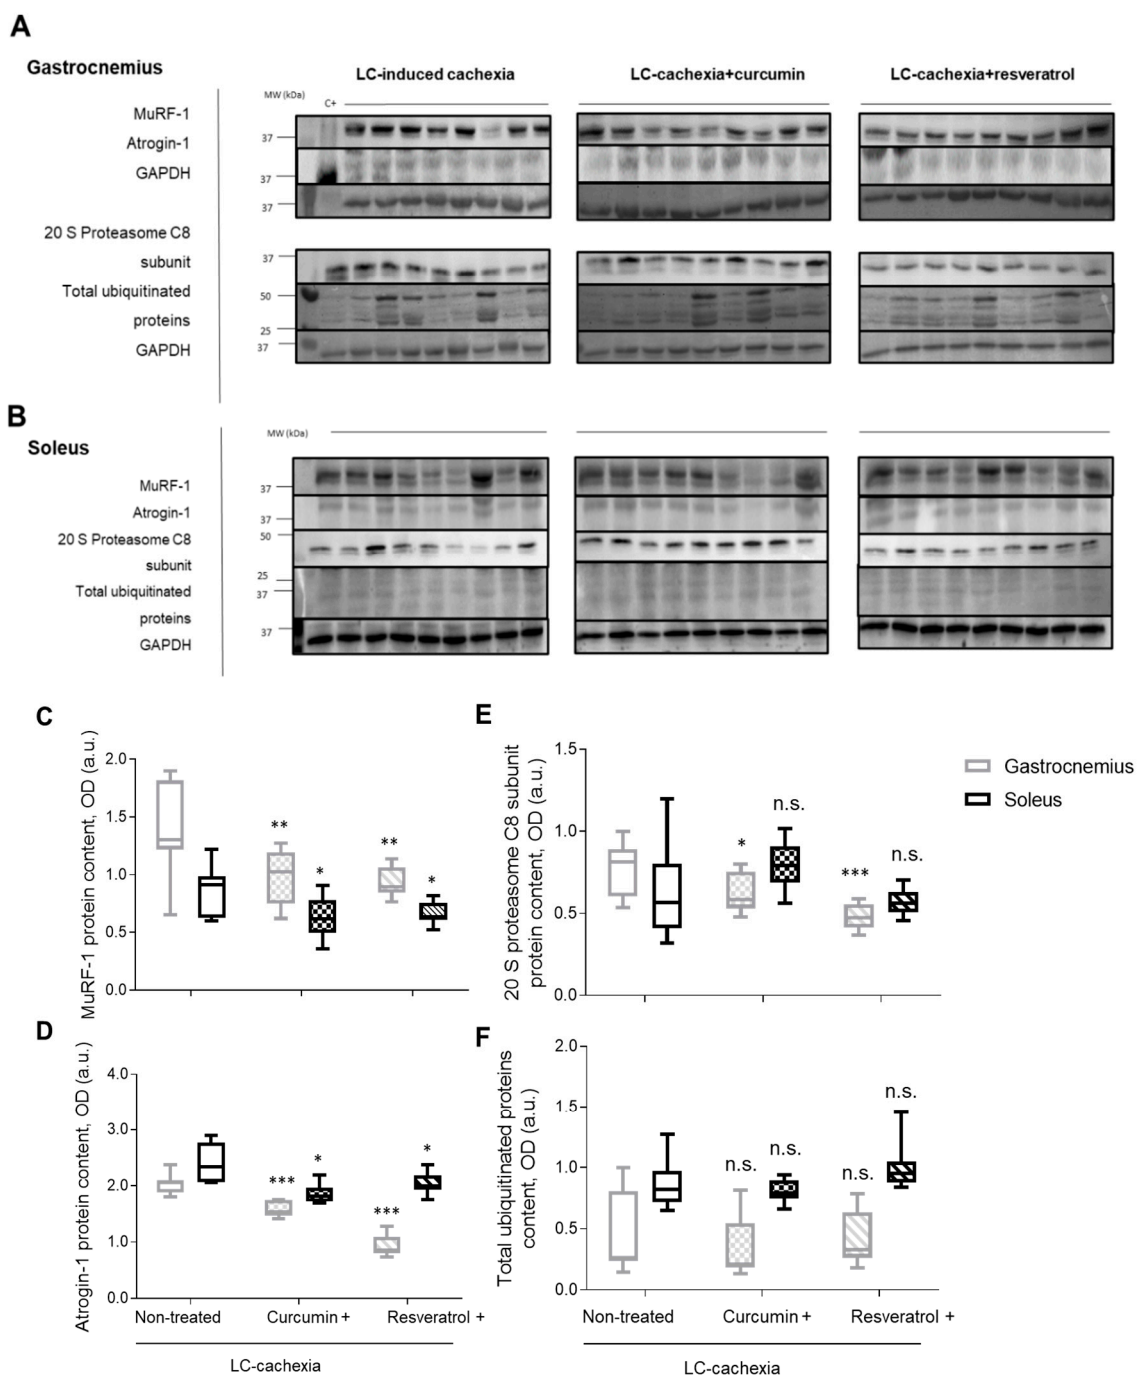 A
Gastrocnemius
LC-induced cachexia
LC-cachexia+curcumin
LC-cachexia+resveratrol
MW (kDa)
C+
MuRF-1
37
Atrogin-1
GAPDH
37
37
20 S Proteasome C8
37
subunit
Total ubiquitinated
50
proteins
25
GAPDH
37
B
Soleus
MW (kDa)
MuRF-1
37
Atrogin-1
37
20 S Proteasome C8
50
subunit
25
Total ubiquitinated
37
proteins
37
GAPDH
C
MuRF-1 protein content, OD (a.u.)
2.0
1.5
1.0
0.5
0.0
**
*
**
*
E
20 S proteasome C8 subunit
protein content, OD (a.u.)
1.5
1.0
0.5
0.0
*
n.s.
***
n.s.
Gastrocnemius
Soleus
D
Atrogin-1 protein content, OD (a.u.)
4.0
3.0
2.0
1.0
0.0
***
*
***
*
Non-treated
Curcumin +
Resveratrol +
LC-cachexia
F
Total ubiquitinated proteins
content, OD (a.u.)
2.0
1.5
1.0
0.5
0.0
n.s.
n.s.
n.s.
n.s.
Non-treated
Curcumin +
Resveratrol +
LC-cachexia